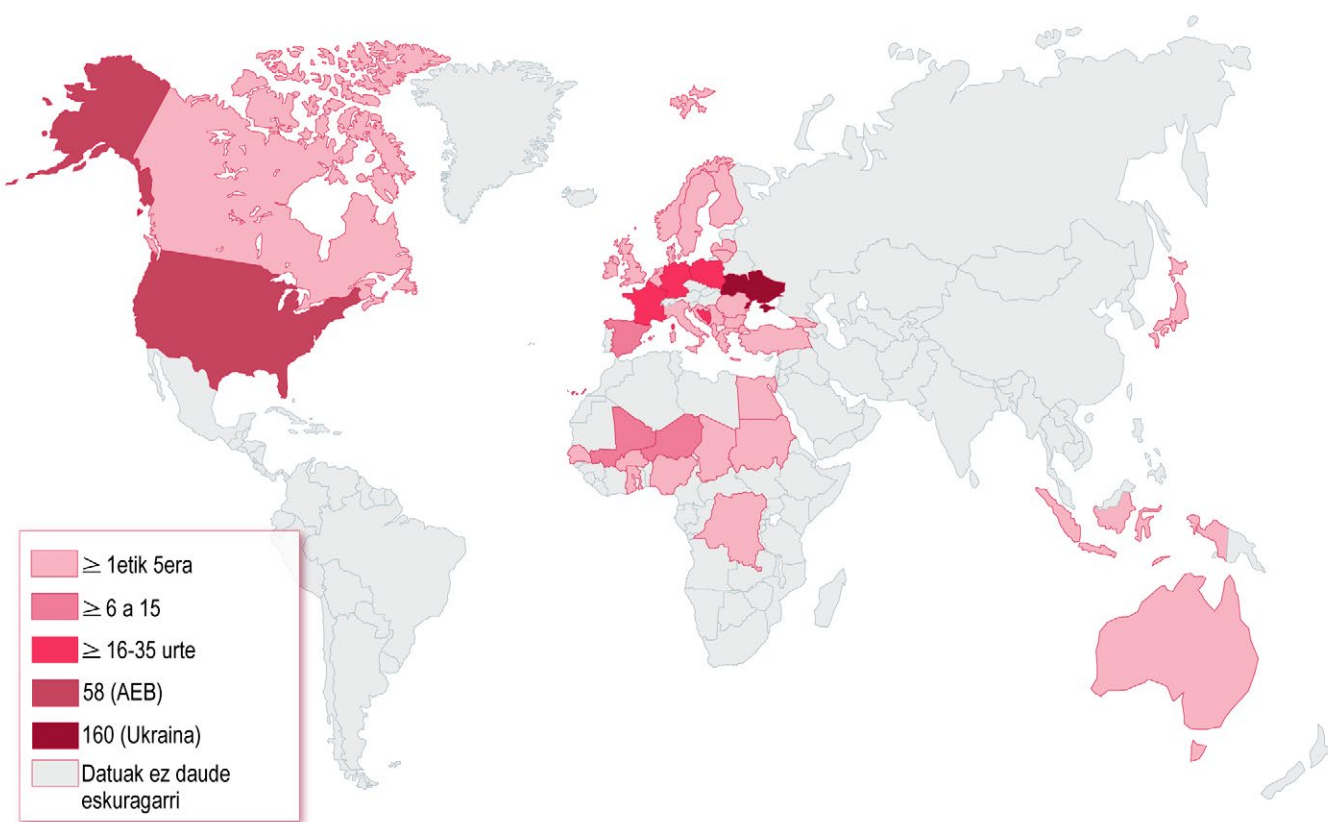 ≥ 1etik 5era
≥ 6 a 15
≥ 16-35 urte
58 (AEB)
160 (Ukraina)
Datuak ez daude
eskuragarri